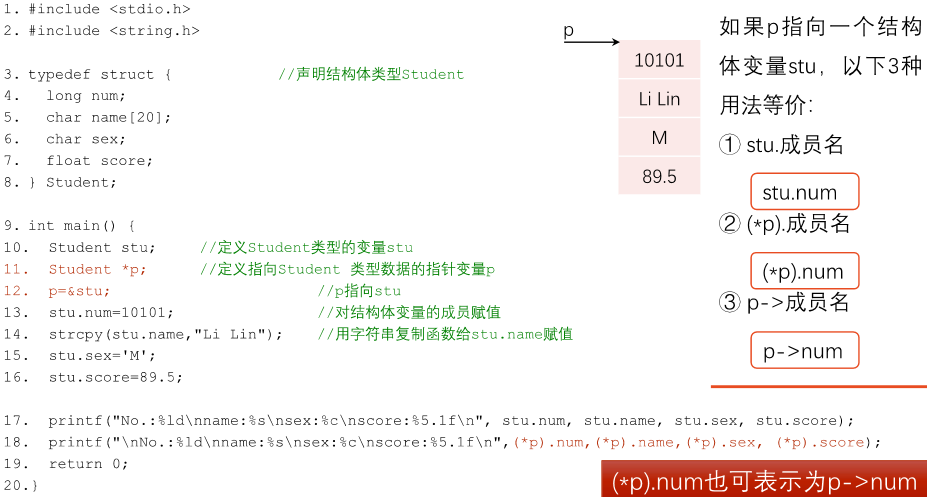 1. #include <stdio.h>
2. #include <string.h>
3. typedef struct { //声明结构体类型Student
4. long num;
5. char name[20];
6. char sex;
7. float score;
8. } Student;
9. int main() {
10. Student stu; //定义Student类型的变量stu
11. Student *p; //定义指向Student 类型数据的指针变量p
12. p=&stu; //p指向stu
13. stu.num=10101; //对结构体变量的成员赋值
14. strcpy(stu.name,"Li Lin"); //用字符串复制函数给stu.name赋值
15. stu.sex='M';
16. stu.score=89.5;
17. printf("No.:%ld\nname:%s\nsex:%c\nscore:%5.1f\n", stu.num, stu.name, stu.sex, stu.score);
18. printf("\nNo.:%ld\nname:%s\nsex:%c\nscore:%5.1f\n",(*p).num,(*p).name,(*p).sex, (*p).score);
19. return 0;
20.}
p
10101
Li Lin
M
89.5
如果p指向一个结构
体变量stu，以下3种
用法等价：
① stu.成员名
stu.num
② (*p).成员名
(*p).num
③ p->成员名
p->num
(*p).num也可表示为p->num